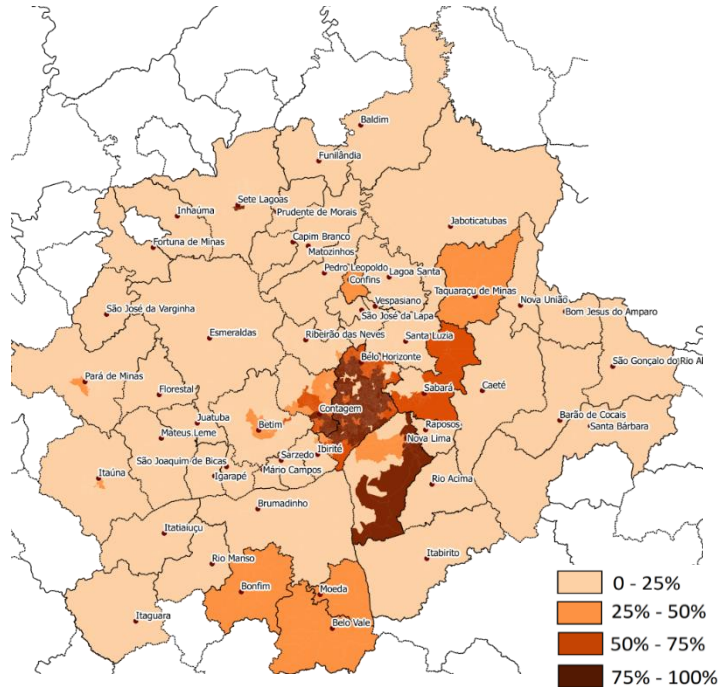 Baldim
Funilândia
Sete Lagoas
Inhaúma
Prudente de Morais
Jaboticatubas
Capim Branco
Fortuna de Minas
Matozinhos
Pedro Leopoldo
Lagoa Santa
Confins
Taquaraçu de Minas
Nova União
Vespasiano
Bom Jesus do Amparo
São José da Varginha
São José da Lapa
Esmeraldas
Ribeirão das Neves
Santa Luzia
Belo Horizonte
São Gonçalo do Rio Al
Pará de Minas
Florestal
Sabará
Caeté
Contagem
Barão de Cocais
Juatuba
Betim
Raposos
Santa Bárbara
Mateus Leme
Nova Lima
Ibirité
Sarzedo
São Joaquim de Bicas
Mário Campos
Itaúna
Igarapé
Rio Acima
Brumadinho
Itatiaiuçu
Itabirito
Rio Manso
Bonfim
Moeda
Itaguara
Belo Vale
0 - 25%
25% - 50%
50% - 75%
75% - 100%